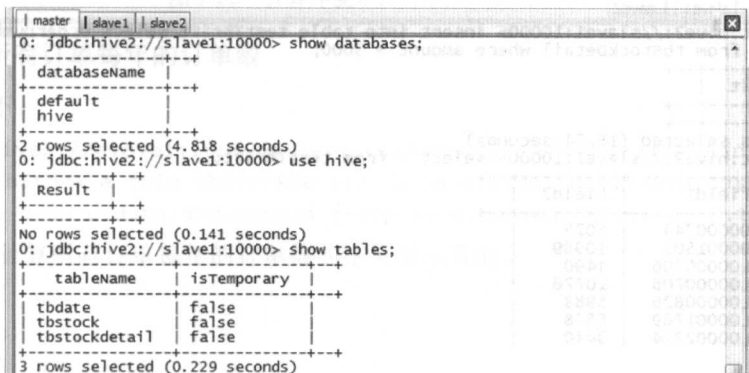 master slave1 slave2
0: jdbc:hive2://slave1:10000> show databases;
+---------------+--+
| databaseName |
+---------------+--+
| default |
| hive |
+---------------+--+
2 rows selected (4.818 seconds)
0: jdbc:hive2://slave1:10000> use hive;
+---------+--+
| Result |
+---------+--+
+---------+--+
No rows selected (0.141 seconds)
0: jdbc:hive2://slave1:10000> show tables;
+----------------+--------------+--+
| tableName | isTemporary |
+----------------+--------------+--+
| tbdate | false |
| tbstock | false |
| tbstockdetail | false |
+----------------+--------------+--+
3 rows selected (0.229 seconds)